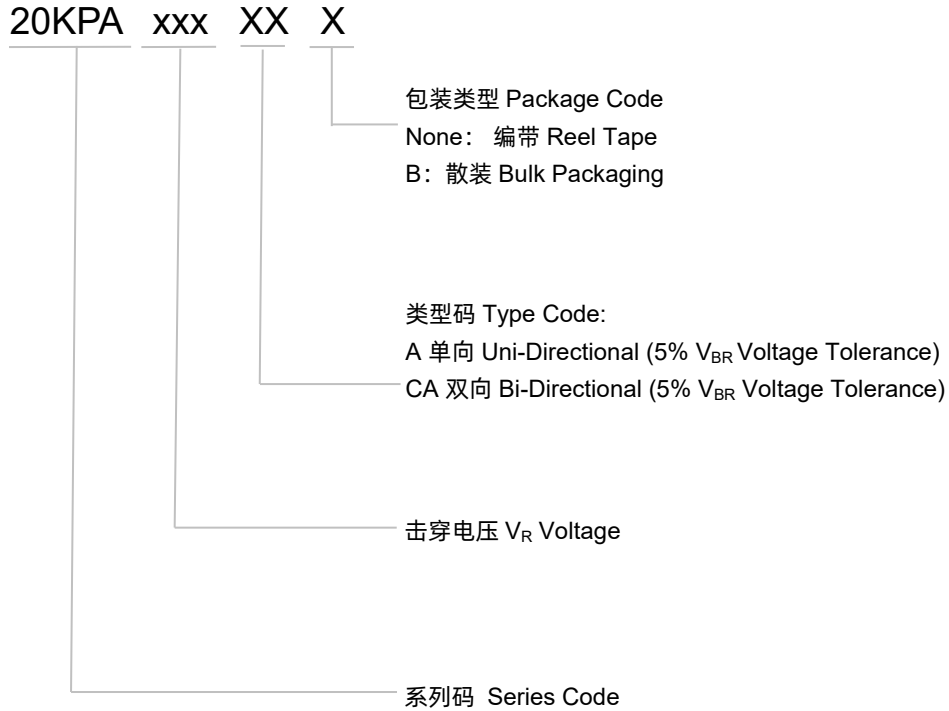 20KPA xxx XX X
包装类型 Package Code
None： 编带 Reel Tape
B：散装 Bulk Packaging
类型码 Type Code:
A 单向 Uni-Directional (5% VBR Voltage Tolerance)
CA 双向 Bi-Directional (5% VBR Voltage Tolerance)
击穿电压 VR Voltage
系列码 Series Code